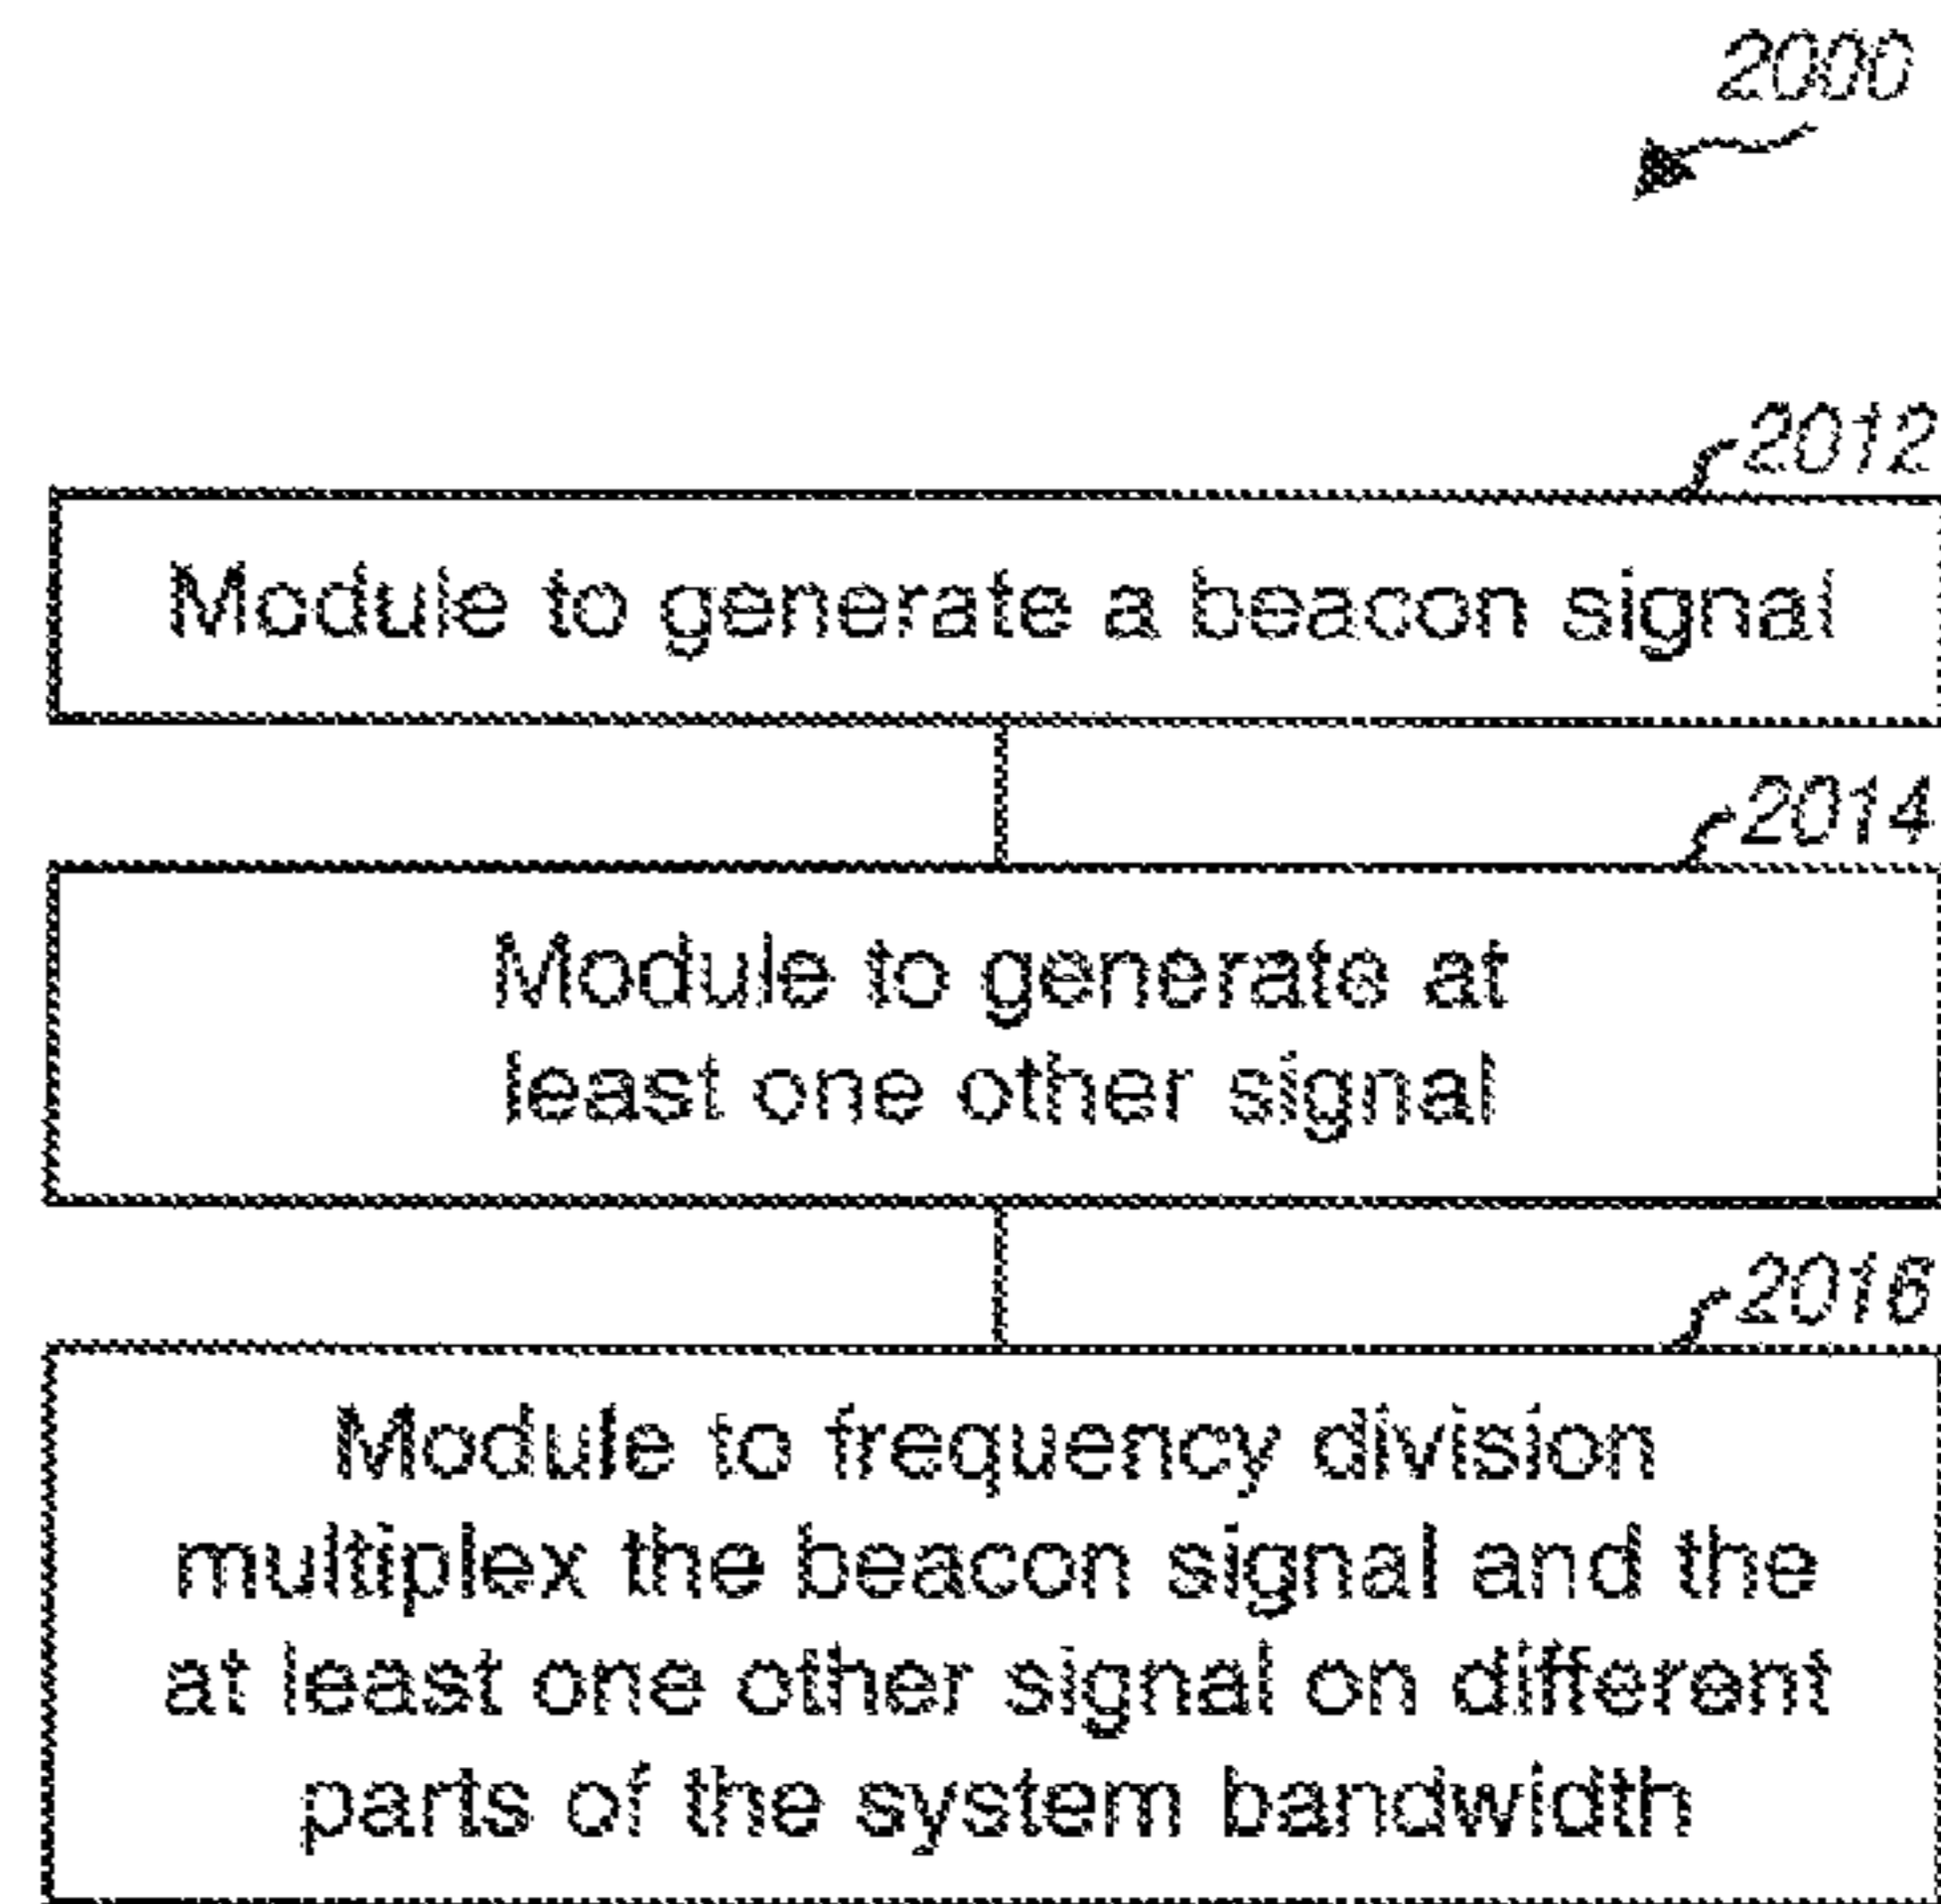 2000
2012
Module to generate a beacon signal
2014
Module to generate at
least one other signal
2016
Module to frequency division
multiplex the beacon signal and the
at least one other signal on different
parts of the system bandwidth